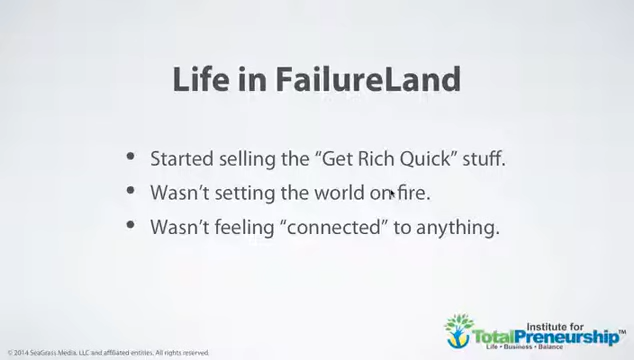 Life in FailureLand
• Started selling the “Get Rich Quick” stuff.
• Wasn’t setting the world on fire.
• Wasn’t feeling “connected” to anything.
Institute for
TotalPreneurship™
Life • Business • Balance
© 2014 SeaGrass Media, LLC and affiliated entities. All rights reserved.